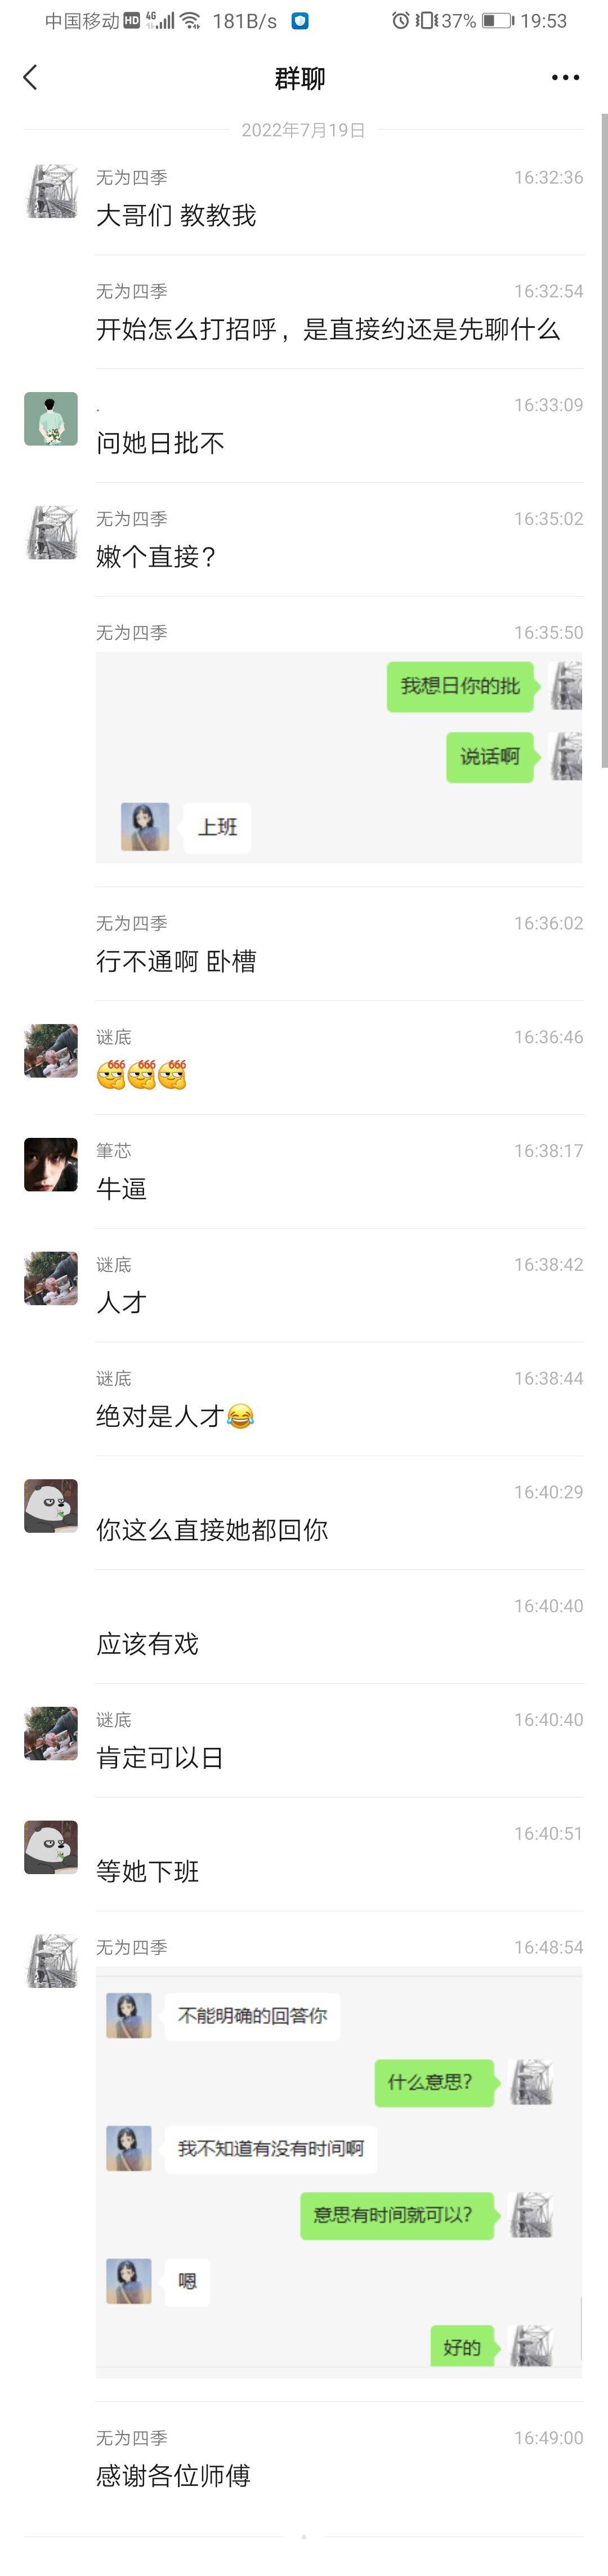 中国移动 HD 4G 181B/s 37% 19:53
群聊
2022年7月19日
无为四季 16:32:36
大哥们 教教我
无为四季 16:32:54
开始怎么打招呼，是直接约还是先聊什么
. 16:33:09
问她日批不
无为四季 16:35:02
嫩个直接？
无为四季 16:35:50
我想日你的批
说话啊
上班
无为四季 16:36:02
行不通啊 卧槽
谜底 16:36:46
666 666 666
筆芯 16:38:17
牛逼
谜底 16:38:42
人才
谜底 16:38:44
绝对是人才😂
16:40:29
你这么直接她都回你
16:40:40
应该有戏
谜底 16:40:40
肯定可以日
16:40:51
等她下班
无为四季 16:48:54
不能明确的回答你
什么意思?
我不知道有没有时间啊
意思有时间就可以?
嗯
好的
无为四季 16:49:00
感谢各位师傅